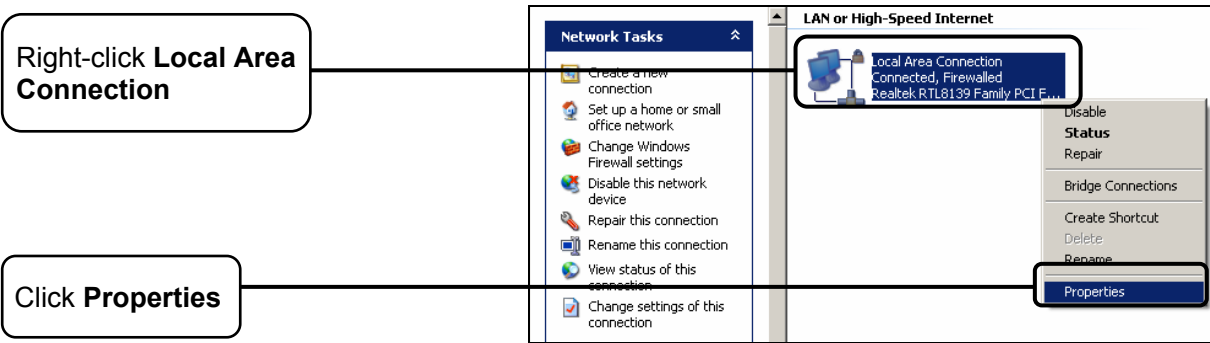 Right-click Local Area
Connection
Click Properties
Network Tasks
Create a new
connection
Set up a home or small
office network
Change Windows
Firewall settings
Disable this network
device
Repair this connection
Rename this connection
View status of this
connection
Change settings of this
connection
LAN or High-Speed Internet
Local Area Connection
Connected, Firewalled
Realtek RTL8139 Family PCI F...
Disable
Status
Repair
Bridge Connections
Create Shortcut
Delete
Rename
Properties